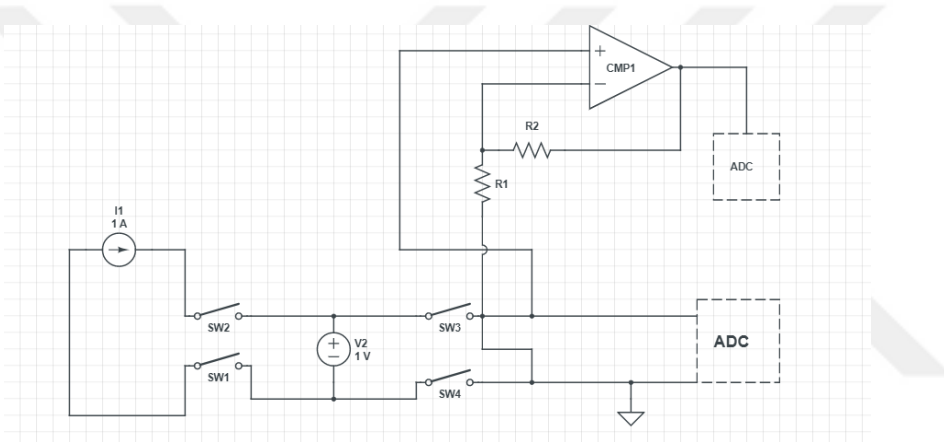 +
CMP1
−
R2
ADC
R1
I1
1 A
SW2
SW3
+
V2
−
1 V
ADC
SW1
SW4